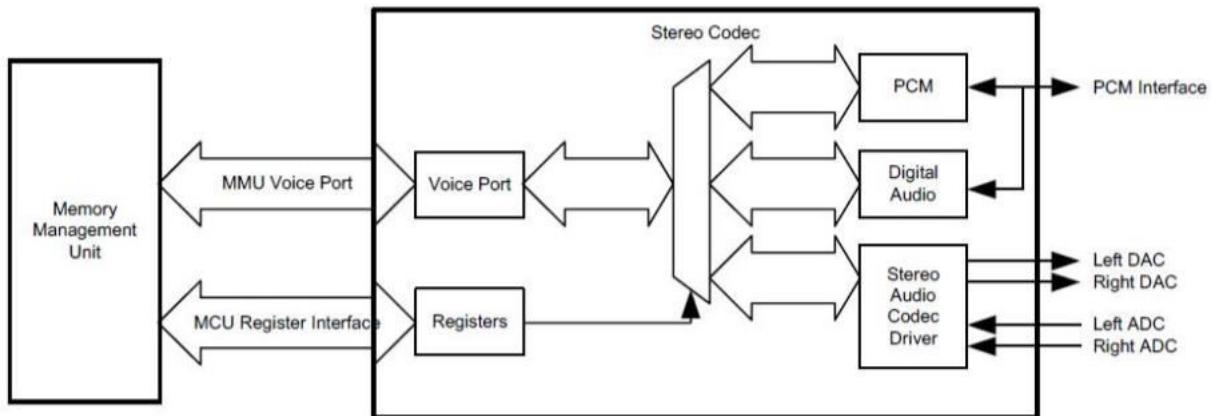 Stereo Codec
Memory
Management
Unit
MMU Voice Port
Voice Port
MCU Register Interface
Registers
PCM
Digital
Audio
Stereo
Audio
Codec
Driver
PCM Interface
Left DAC
Right DAC
Left ADC
Right ADC